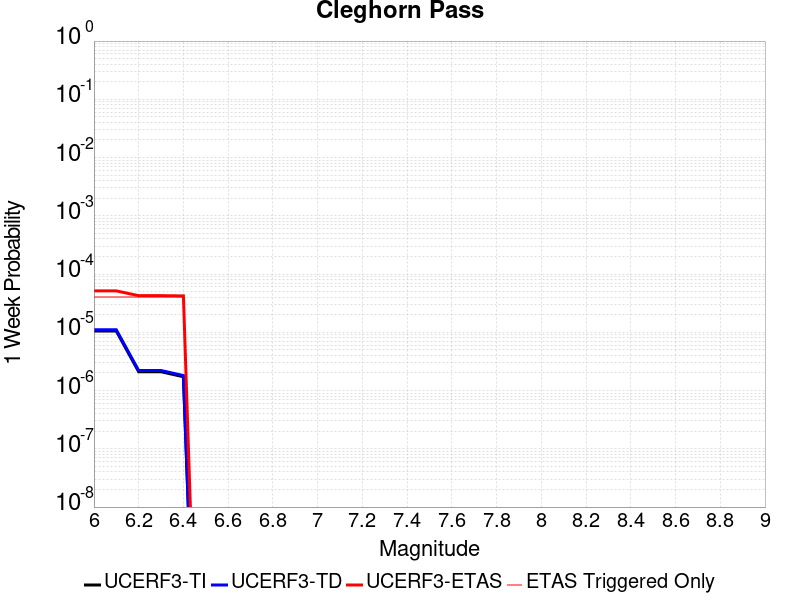 Cleghorn Pass
10^0
10^-1
10^-2
10^-3
10^-4
10^-5
10^-6
10^-7
10^-8
1 Week Probability
6 6.2 6.4 6.6 6.8 7 7.2 7.4 7.6 7.8 8 8.2 8.4 8.6 8.8 9
Magnitude
UCERF3-TI UCERF3-TD UCERF3-ETAS ETAS Triggered Only